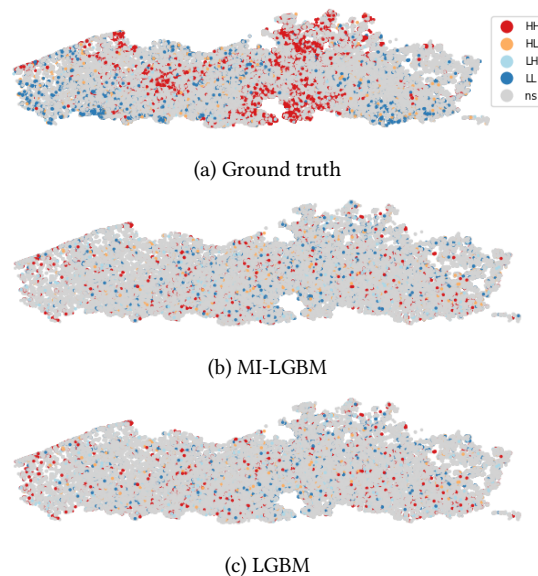 HH
HL
LH
LL
ns
(a) Ground truth
(b) MI-LGBM
(c) LGBM